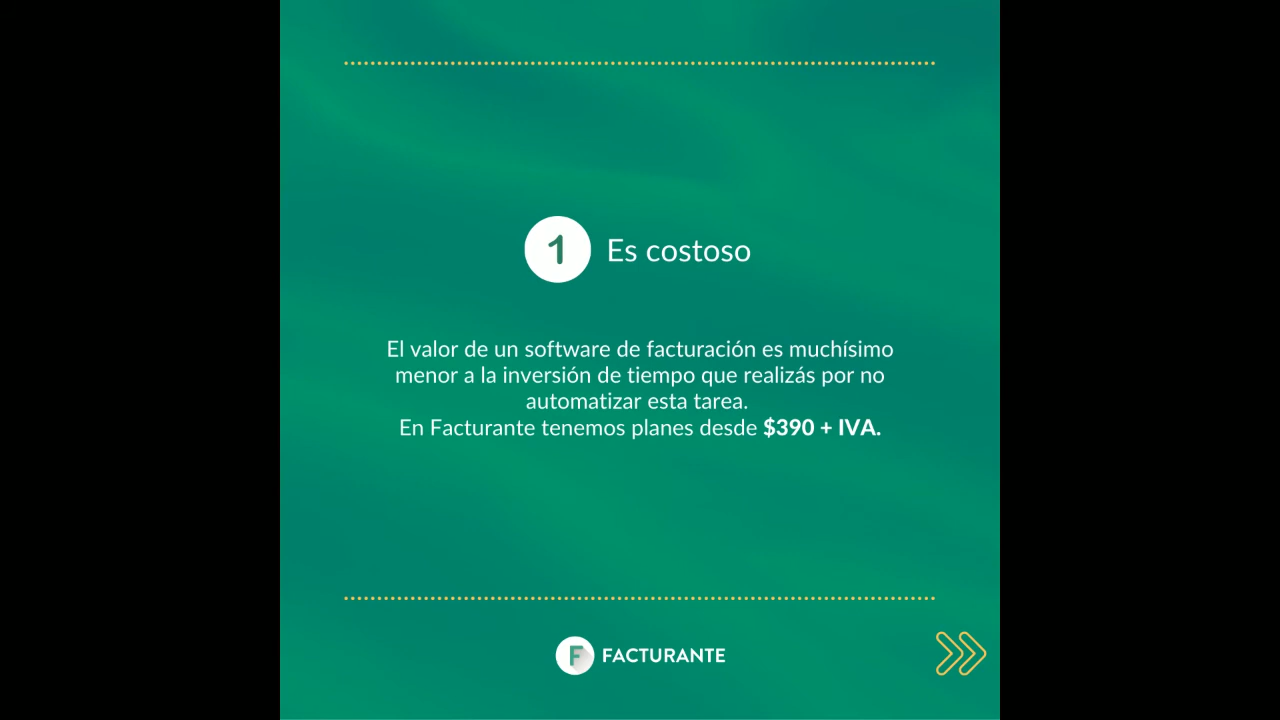 1 Es costoso
El valor de un software de facturación es muchísimo
menor a la inversión de tiempo que realizás por no
automatizar esta tarea.
En Facturante tenemos planes desde $390 + IVA.
F FACTURANTE